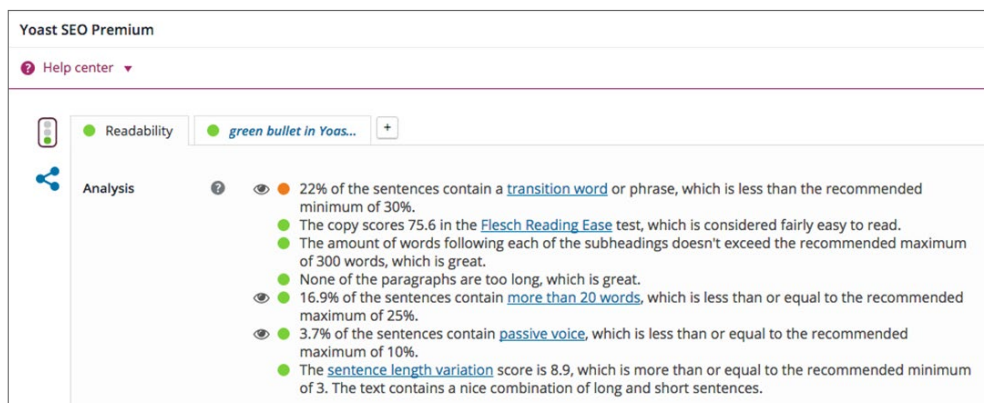 Yoast SEO Premium
Help center
Readability
green bullet in Yoas...
+
Analysis
22% of the sentences contain a transition word or phrase, which is less than the recommended
minimum of 30%.
The copy scores 75.6 in the Flesch Reading Ease test, which is considered fairly easy to read.
The amount of words following each of the subheadings doesn't exceed the recommended maximum
of 300 words, which is great.
None of the paragraphs are too long, which is great.
16.9% of the sentences contain more than 20 words, which is less than or equal to the recommended
maximum of 25%.
3.7% of the sentences contain passive voice, which is less than or equal to the recommended
maximum of 10%.
The sentence length variation score is 8.9, which is more than or equal to the recommended minimum
of 3. The text contains a nice combination of long and short sentences.